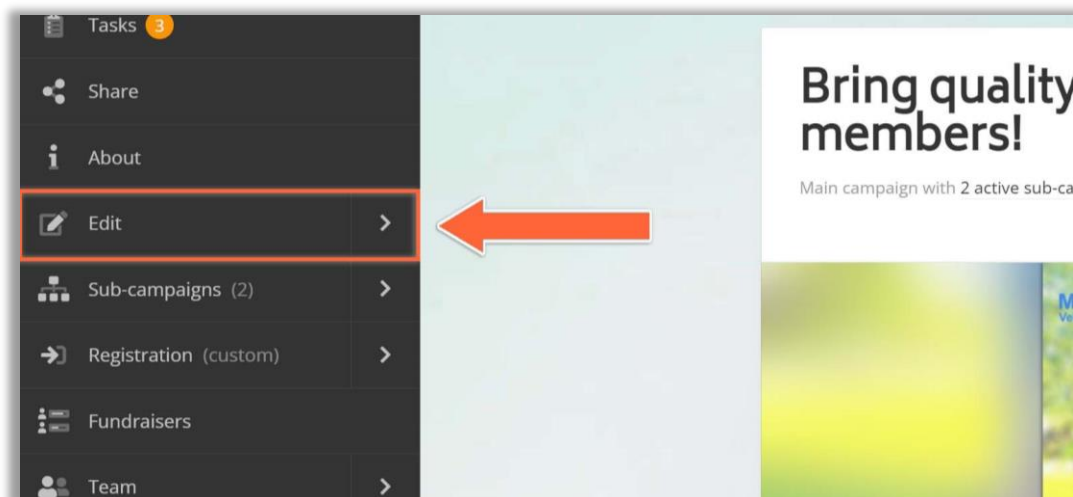 Tasks 3
Share
About
Edit
Sub-campaigns (2)
Registration (custom)
Fundraisers
Team
Bring quality
members!
Main campaign with 2 active sub-ca
M
Ve